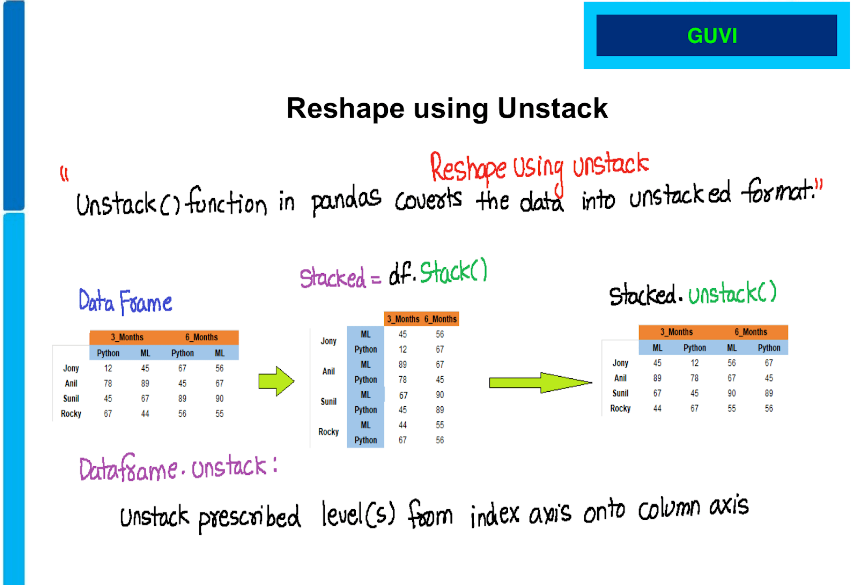 GUVI
Reshape using Unstack
Reshape using unstack
"Unstack() function in pandas coverts the data into unstacked format."
Data Frame
Stacked = df.Stack()
Stacked.unstack()
3_Months 6_Months
Python ML Python ML
Jony 12 45 67 56
Anil 78 89 45 67
Sunil 45 67 89 90
Rocky 67 44 56 55
3_Months 6_Months
Jony ML 45 56
Python 12 67
Anil ML 89 67
Python 78 45
Sunil ML 67 90
Python 45 89
Rocky ML 44 55
Python 67 56
3_Months 6_Months
ML Python ML Python
Jony 45 12 56 67
Anil 89 78 67 45
Sunil 67 45 90 89
Rocky 44 67 55 56
Dataframe.unstack:
Unstack prescribed level(s) from index axis onto column axis